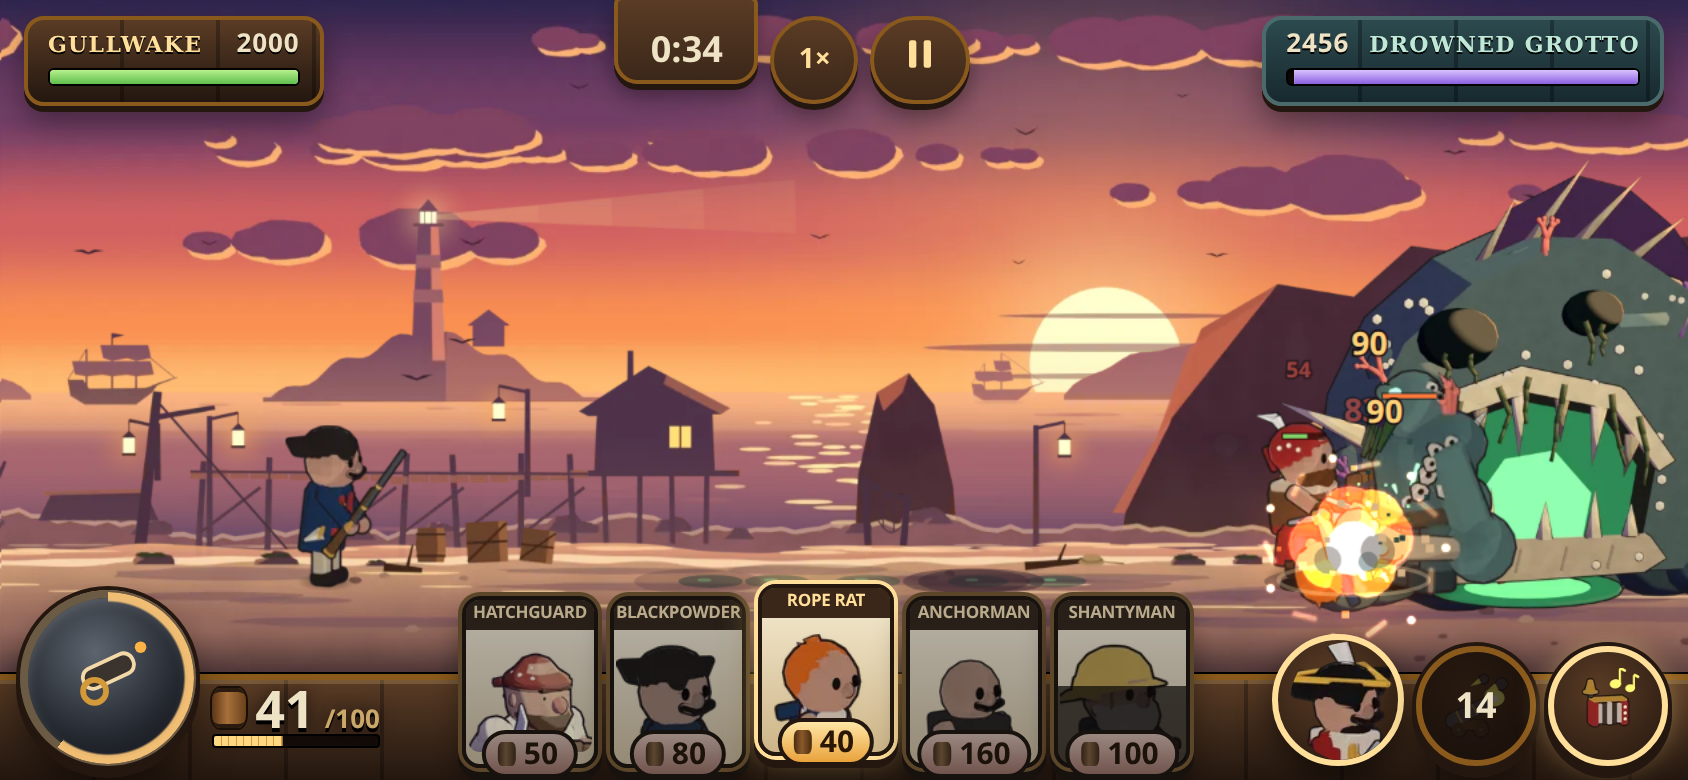 GULLWAKE 2000
0:34
1×
2456 DROWNED GROTTO
54
90
90
HATCHGUARD
BLACKPOWDER
ROPE RAT
ANCHORMAN
SHANTYMAN
41 /100
50
80
40
160
100
14